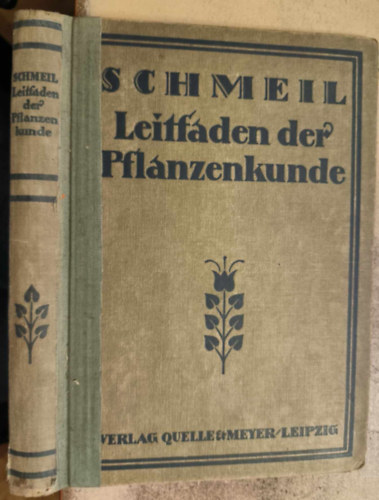 SCHMEIL
Leitfaden
der
Pflanzen
kunde
SCHMEIL
Leitfaden der
Pflanzenkunde
VERLAG QUELLE & MEYER / LEIPZIG